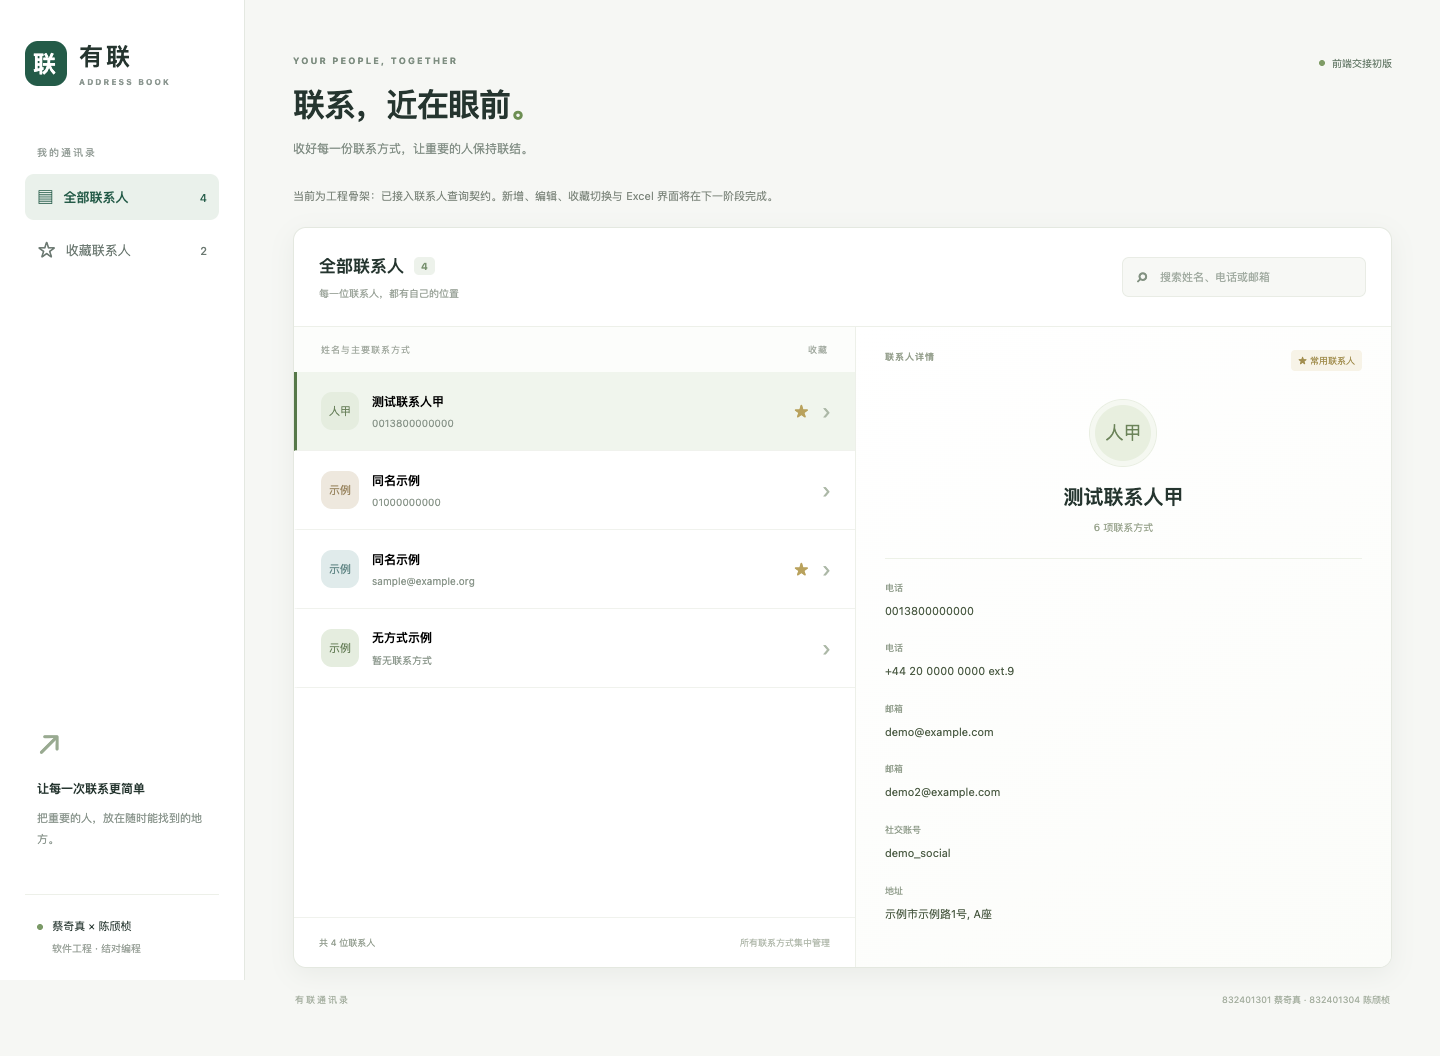 联
有联
ADDRESS BOOK
我的通讯录
全部联系人 4
收藏联系人 2
让每一次联系更简单
把重要的人，放在随时能找到的地
方。
蔡奇真 × 陈颀桢
软件工程 · 结对编程
YOUR PEOPLE, TOGETHER
前端交接初版
联系，近在眼前。
收好每一份联系方式，让重要的人保持联结。
当前为工程骨架：已接入联系人查询契约。新增、编辑、收藏切换与 Excel 界面将在下一阶段完成。
全部联系人 4
每一位联系人，都有自己的位置
搜索姓名、电话或邮箱
姓名与主要联系方式 收藏
人甲
测试联系人甲
0013800000000
示例
同名示例
01000000000
示例
同名示例
sample@example.org
示例
无方式示例
暂无联系方式
共 4 位联系人 所有联系方式集中管理
联系人详情
常用联系人
人甲
测试联系人甲
6 项联系方式
电话
0013800000000
电话
+44 20 0000 0000 ext.9
邮箱
demo@example.com
邮箱
demo2@example.com
社交账号
demo_social
地址
示例市示例路1号, A座
有联通讯录
832401301 蔡奇真 · 832401304 陈颀桢